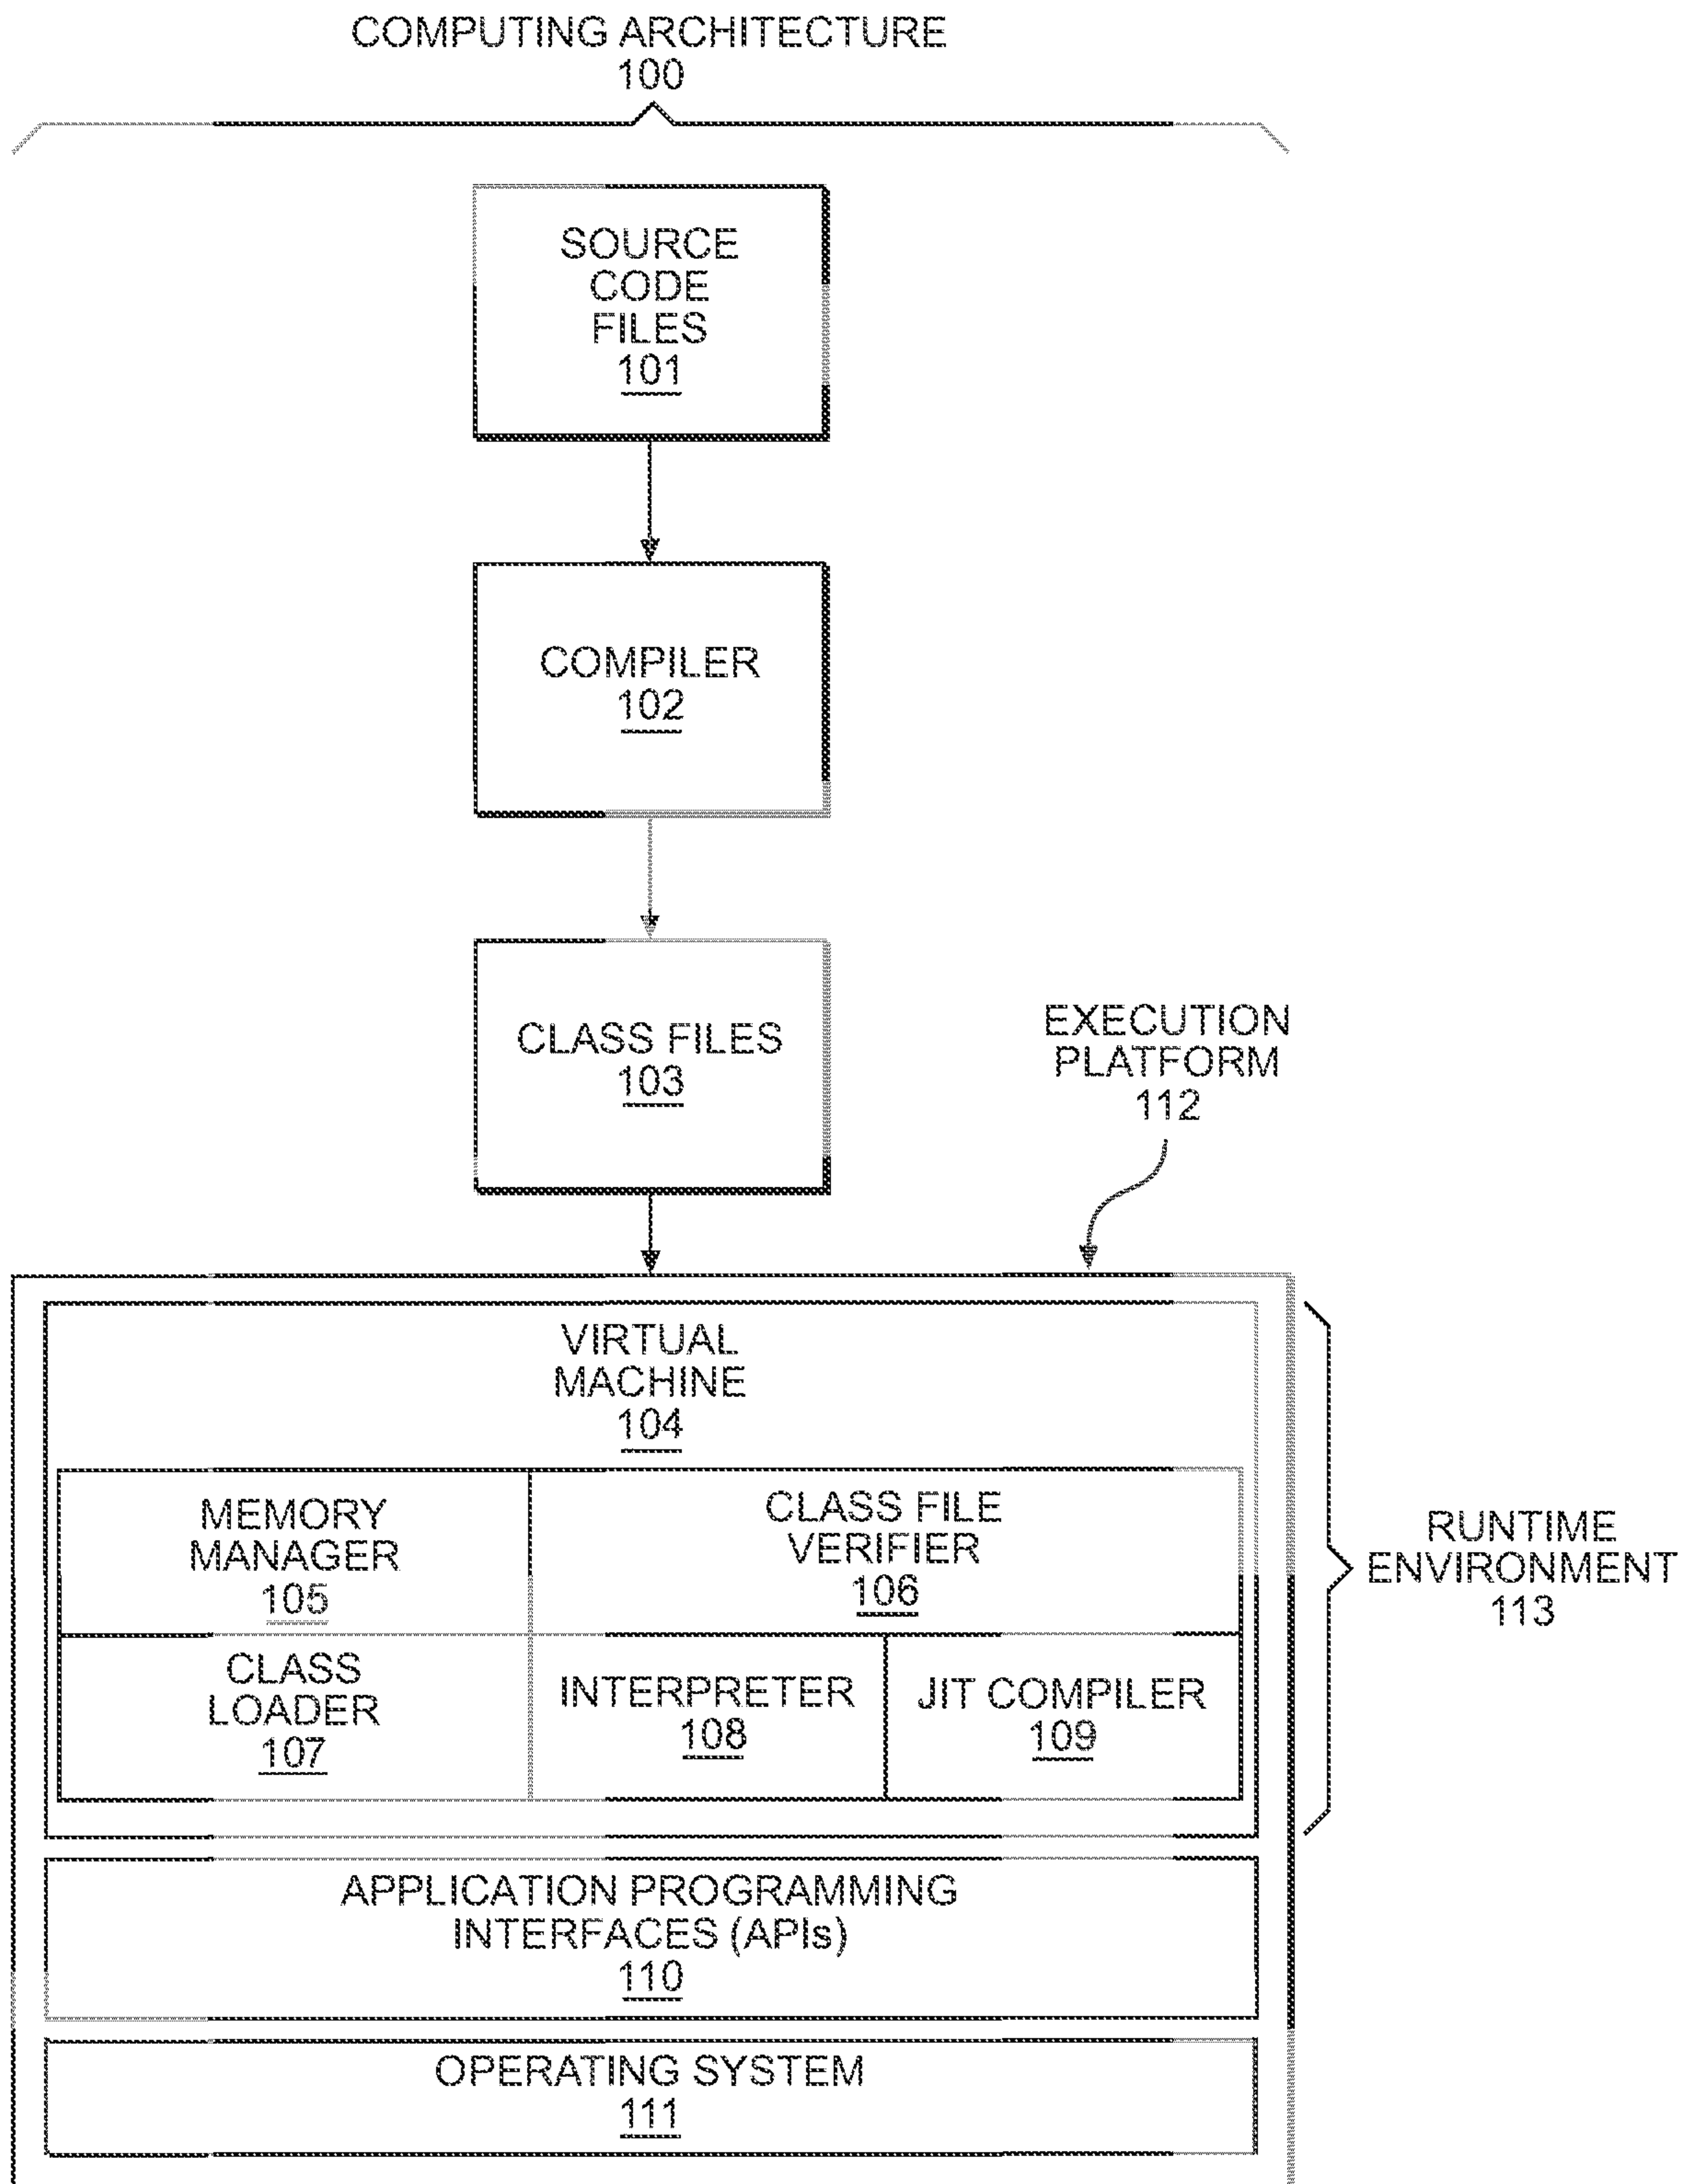 COMPUTING ARCHITECTURE
100
SOURCE
CODE
FILES
101
COMPILER
102
CLASS FILES
103
EXECUTION
PLATFORM
112
VIRTUAL
MACHINE
104
MEMORY
MANAGER
105
CLASS FILE
VERIFIER
106
CLASS
LOADER
107
INTERPRETER
108
JIT COMPILER
109
RUNTIME
ENVIRONMENT
113
APPLICATION PROGRAMMING
INTERFACES (APIs)
110
OPERATING SYSTEM
111